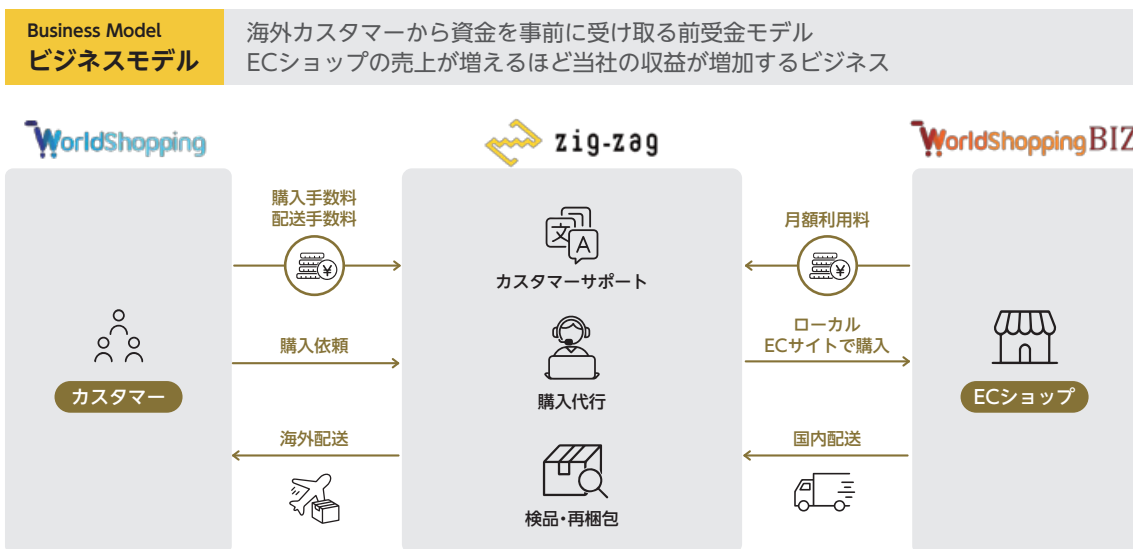 Business Model
ビジネスモデル
海外カスタマーから資金を事前に受け取る前受金モデル
ECショップの売上が増えるほど当社の収益が増加するビジネス
WorldShopping
zig-zag
WorldShopping BIZ
購入手数料
配送手数料
¥
購入依頼
海外配送
カスタマー
文
A
カスタマーサポート
購入代行
検品・再梱包
月額利用料
¥
ローカル
ECサイトで購入
国内配送
ECショップ